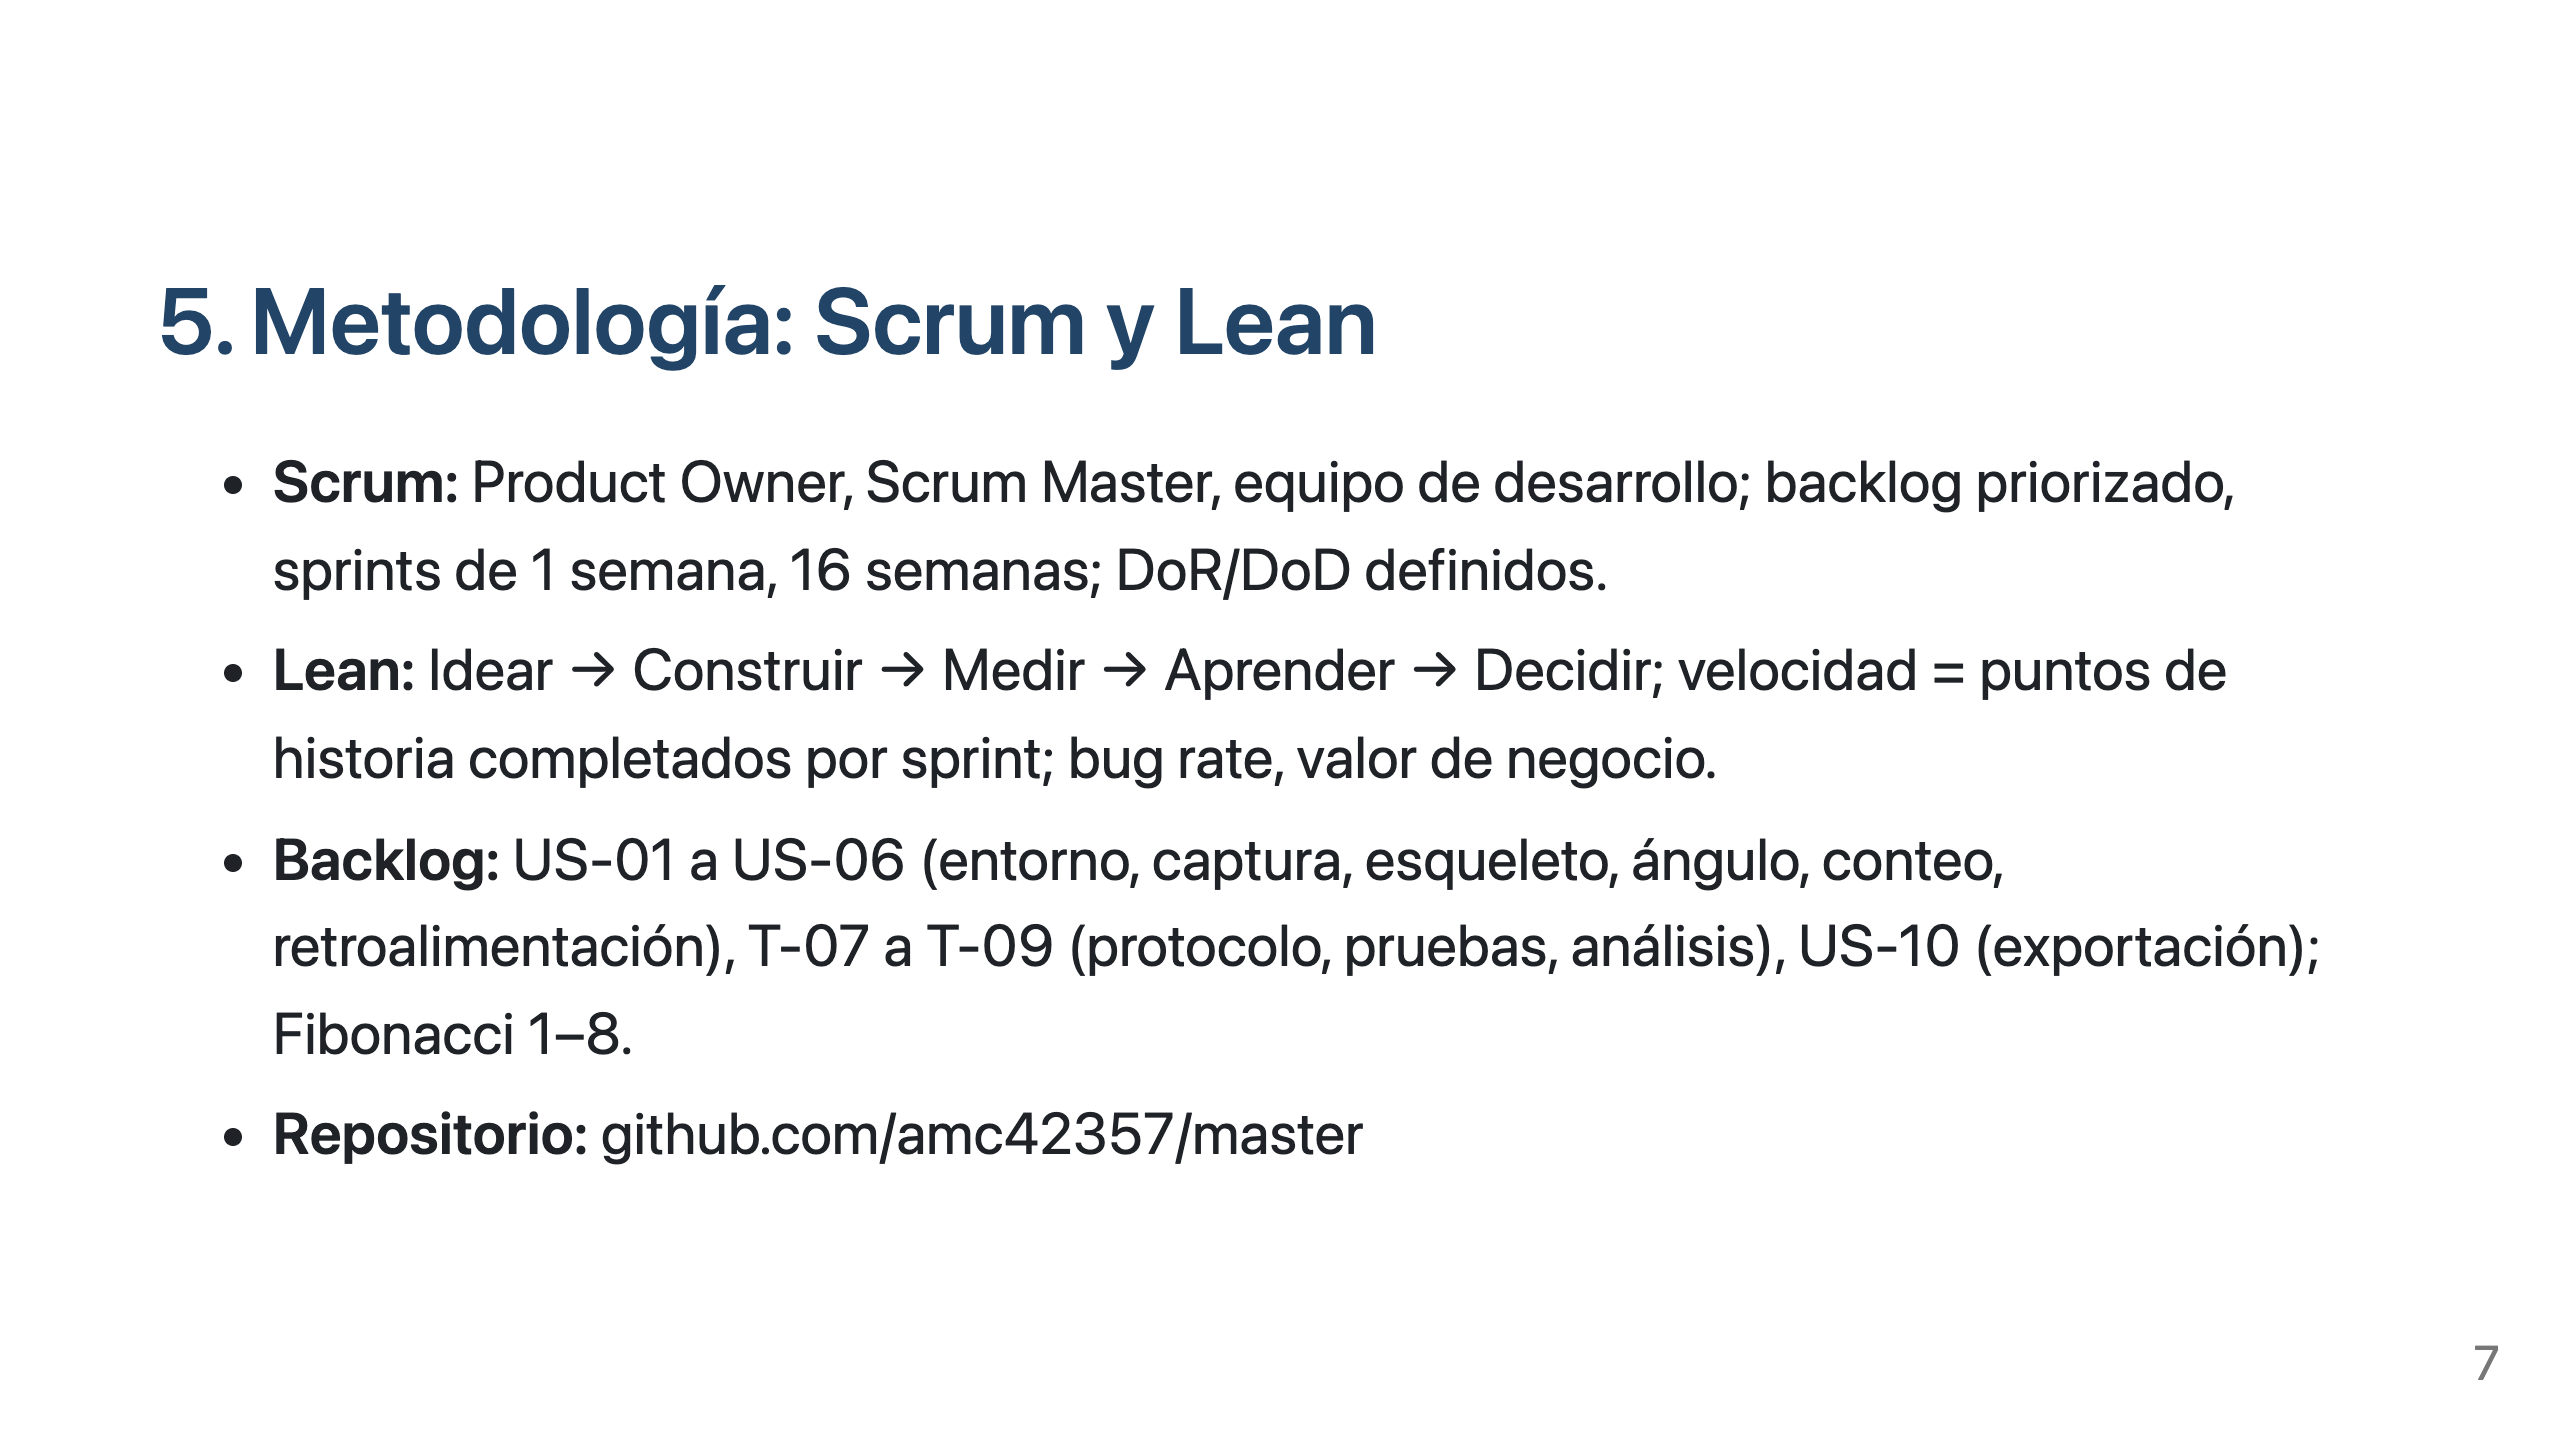 5. Metodología: Scrum y Lean
• Scrum: Product Owner, Scrum Master, equipo de desarrollo; backlog priorizado,
sprints de 1 semana, 16 semanas; DoR/DoD definidos.
• Lean: Idear → Construir → Medir → Aprender → Decidir; velocidad = puntos de
historia completados por sprint; bug rate, valor de negocio.
• Backlog: US-01 a US-06 (entorno, captura, esqueleto, ángulo, conteo,
retroalimentación), T-07 a T-09 (protocolo, pruebas, análisis), US-10 (exportación);
Fibonacci 1–8.
• Repositorio: github.com/amc42357/master
7